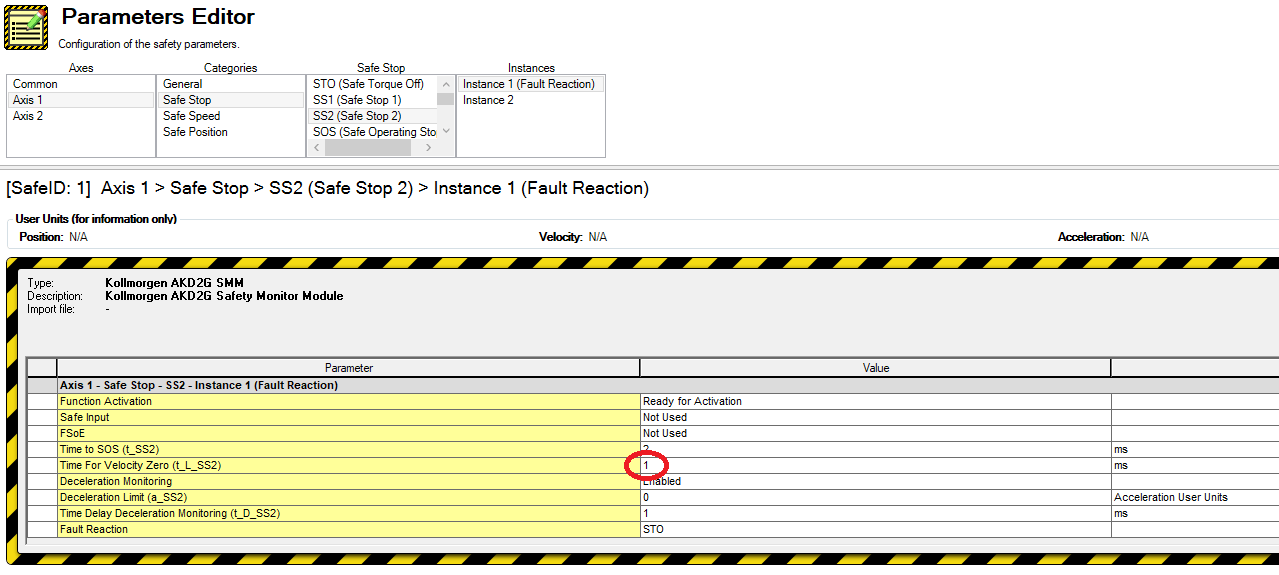 Parameters Editor
Configuration of the safety parameters.
Axes Categories Safe Stop Instances
Common General STO (Safe Torque Off) Instance 1 (Fault Reaction)
Axis 1 Safe Stop SS1 (Safe Stop 1) Instance 2
Axis 2 Safe Speed SS2 (Safe Stop 2)
Safe Position SOS (Safe Operating Sto
[SafeID: 1] Axis 1 > Safe Stop > SS2 (Safe Stop 2) > Instance 1 (Fault Reaction)
User Units (for information only)
Position: N/A Velocity: N/A Acceleration: N/A
Type: Kollmorgen AKD2G SMM
Description: Kollmorgen AKD2G Safety Monitor Module
Import file: -
Parameter Value
Axis 1 - Safe Stop - SS2 - Instance 1 (Fault Reaction)
Function Activation Ready for Activation
Safe Input Not Used
FSoE Not Used
Time to SOS (t_SS2) 2 ms
Time For Velocity Zero (t_L_SS2) 1 ms
Deceleration Monitoring Enabled
Deceleration Limit (a_SS2) 0 Acceleration User Units
Time Delay Deceleration Monitoring (t_D_SS2) 1 ms
Fault Reaction STO